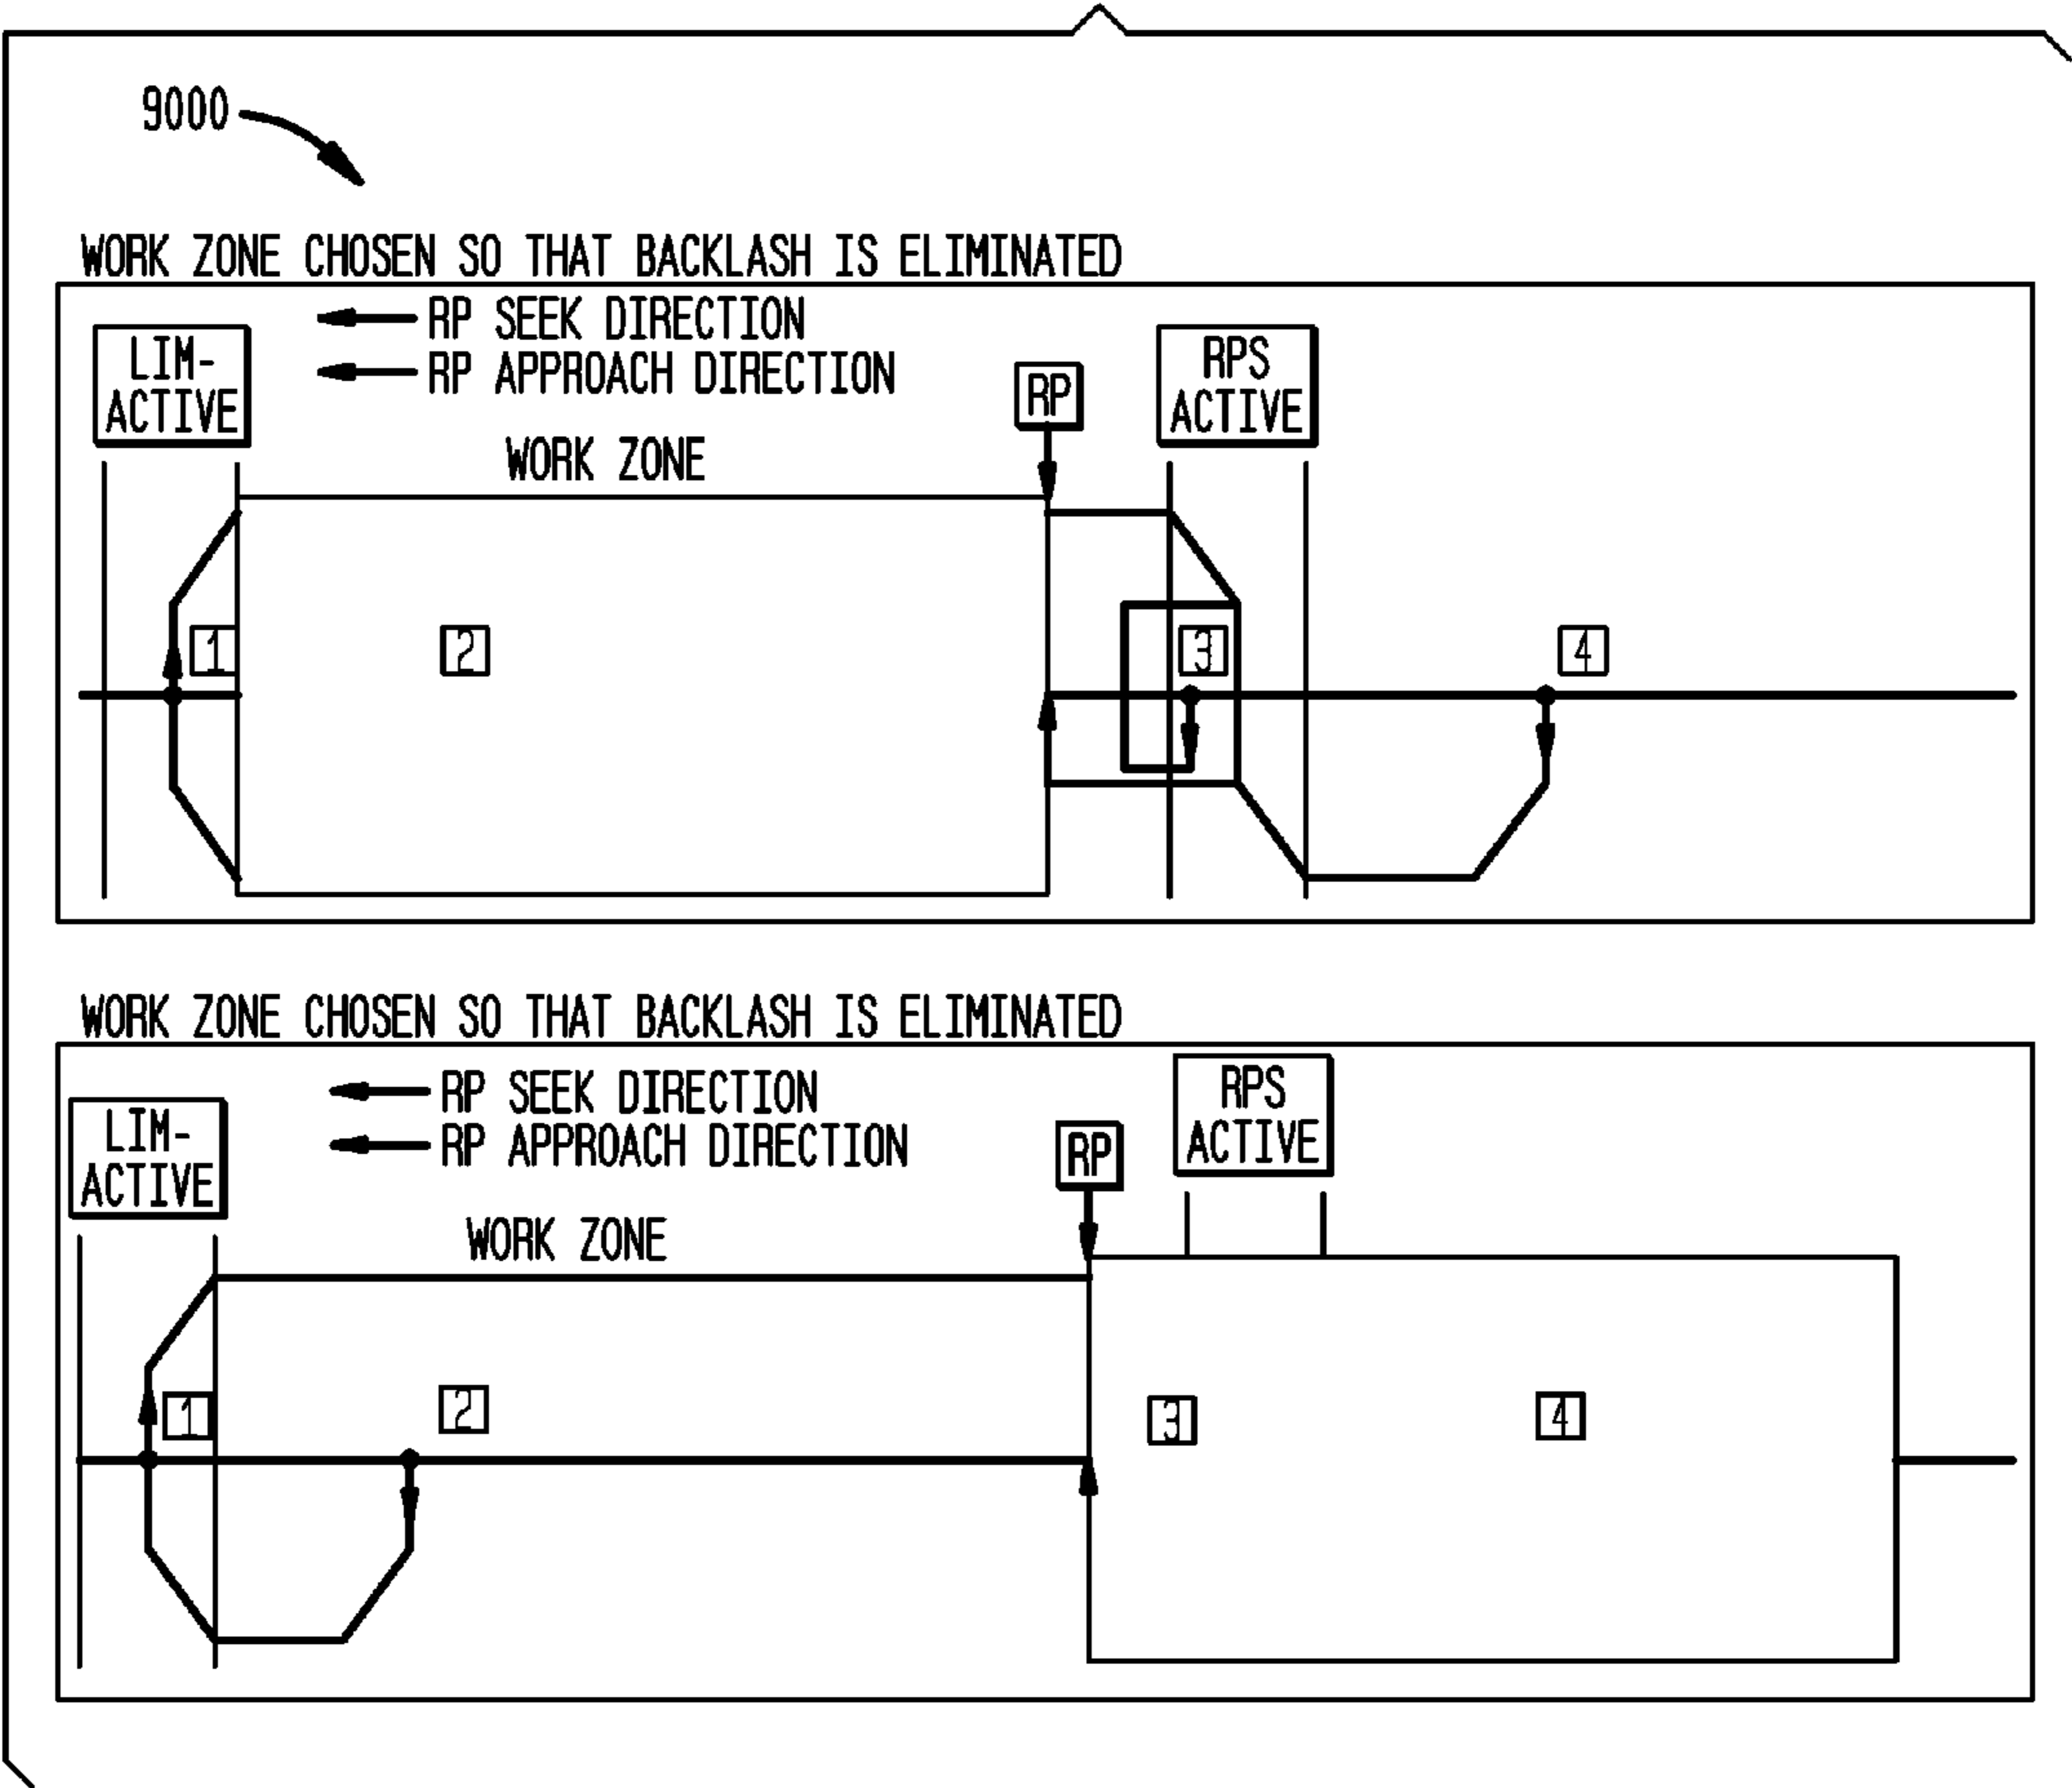 9000
WORK ZONE CHOSEN SO THAT BACKLASH IS ELIMINATED
RP SEEK DIRECTION
RP APPROACH DIRECTION
LIM-
ACTIVE
RP
RPS
ACTIVE
WORK ZONE
1
2
3
4
WORK ZONE CHOSEN SO THAT BACKLASH IS ELIMINATED
RP SEEK DIRECTION
RP APPROACH DIRECTION
LIM-
ACTIVE
RP
RPS
ACTIVE
WORK ZONE
1
2
3
4